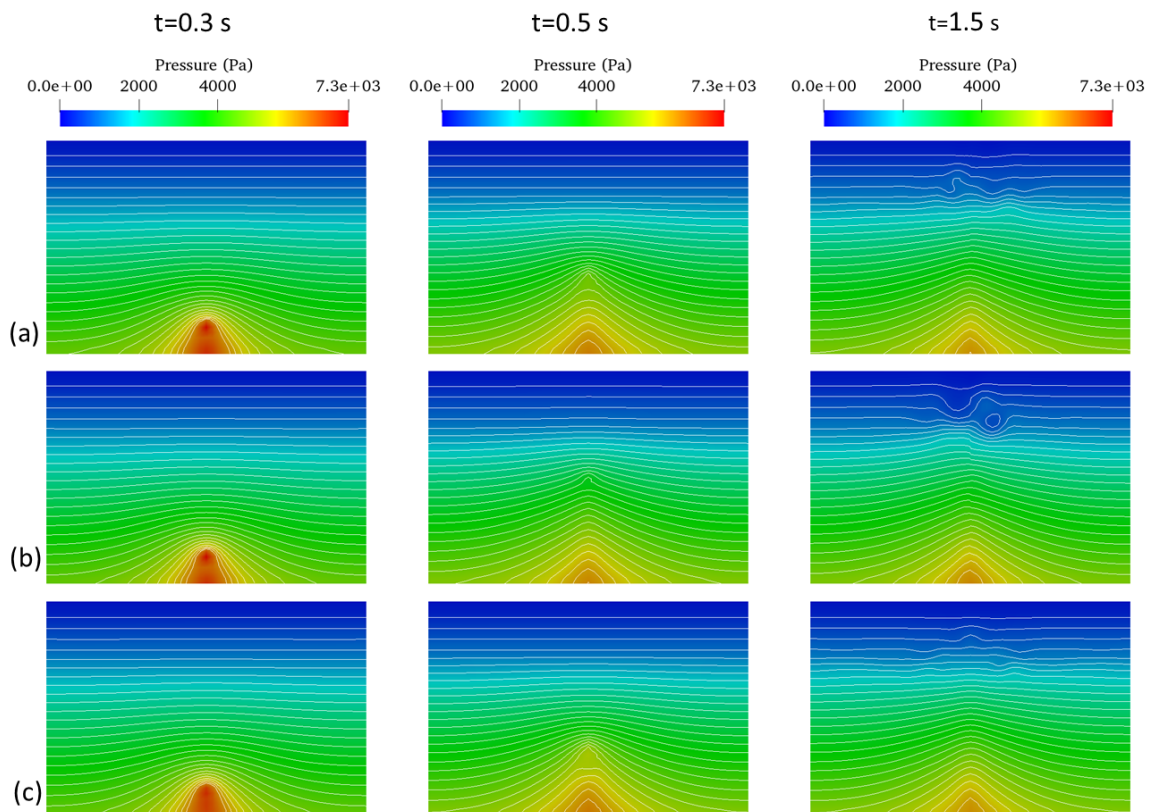 t=0.3 s t=0.5 s t=1.5 s
Pressure (Pa) Pressure (Pa) Pressure (Pa)
0.0e+00 2000 4000 7.3e+03 0.0e+00 2000 4000 7.3e+03 0.0e+00 2000 4000 7.3e+03
(a)
(b)
(c)